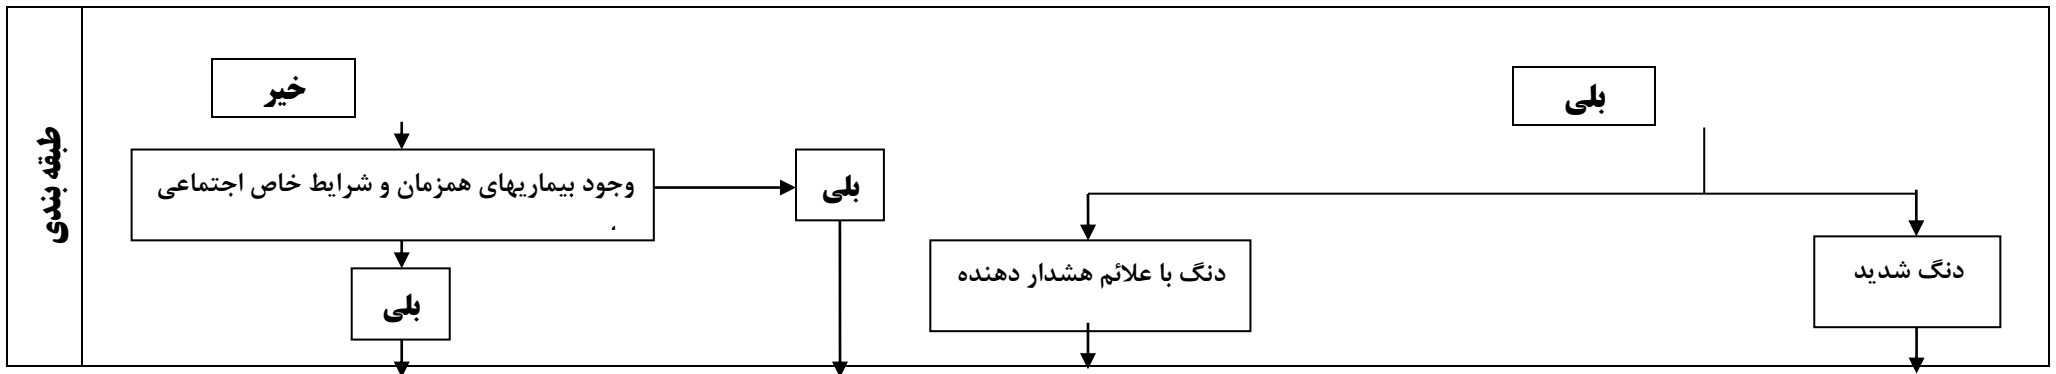 طبقه بندی
بلی
خیر
وجود بیماریهای همزمان و شرایط خاص اجتماعی
بلی
دنگ شدید
دنگ با علائم هشدار دهنده
بلی